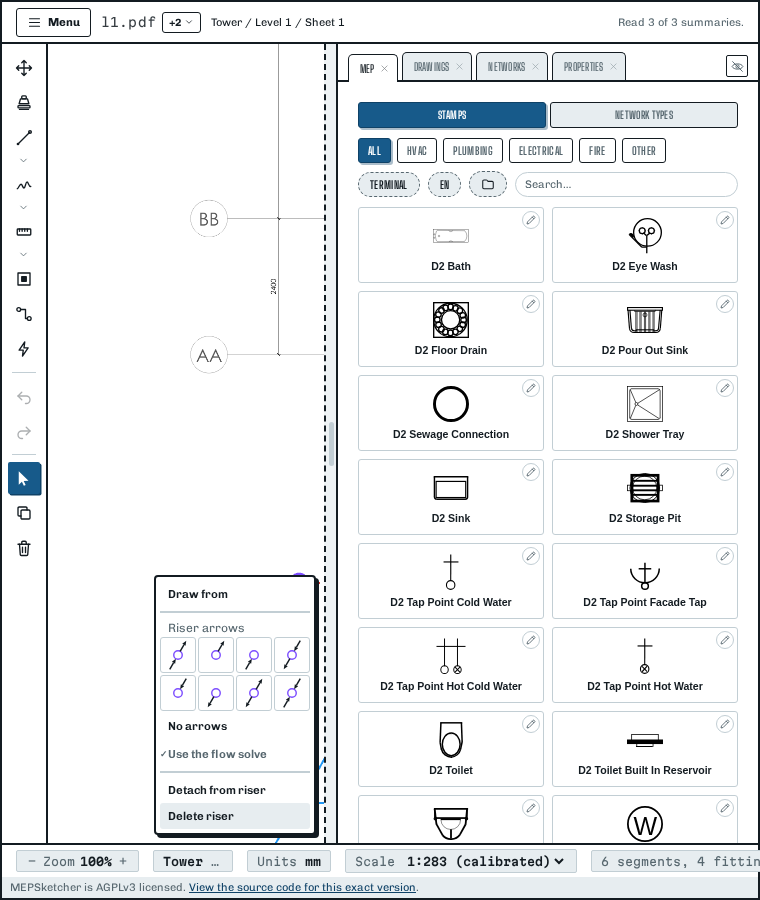 Menu
l1.pdf
+2
Tower / Level 1 / Sheet 1
Read 3 of 3 summaries.
MEP
DRAWINGS
NETWORKS
PROPERTIES
STAMPS
NETWORK TYPES
ALL
HVAC
PLUMBING
ELECTRICAL
FIRE
OTHER
TERMINAL
EN
Search...
BB
2400
AA
D2 Bath
D2 Eye Wash
D2 Floor Drain
D2 Pour Out Sink
D2 Sewage Connection
D2 Shower Tray
D2 Sink
D2 Storage Pit
D2 Tap Point Cold Water
D2 Tap Point Facade Tap
D2 Tap Point Hot Cold Water
D2 Tap Point Hot Water
D2 Toilet
D2 Toilet Built In Reservoir
W
Draw from
Riser arrows
No arrows
✓Use the flow solve
Detach from riser
Delete riser
− Zoom 100% +
Tower …
Units mm
Scale 1:283 (calibrated)
6 segments, 4 fittin
MEPSketcher is AGPLv3 licensed. View the source code for this exact version.